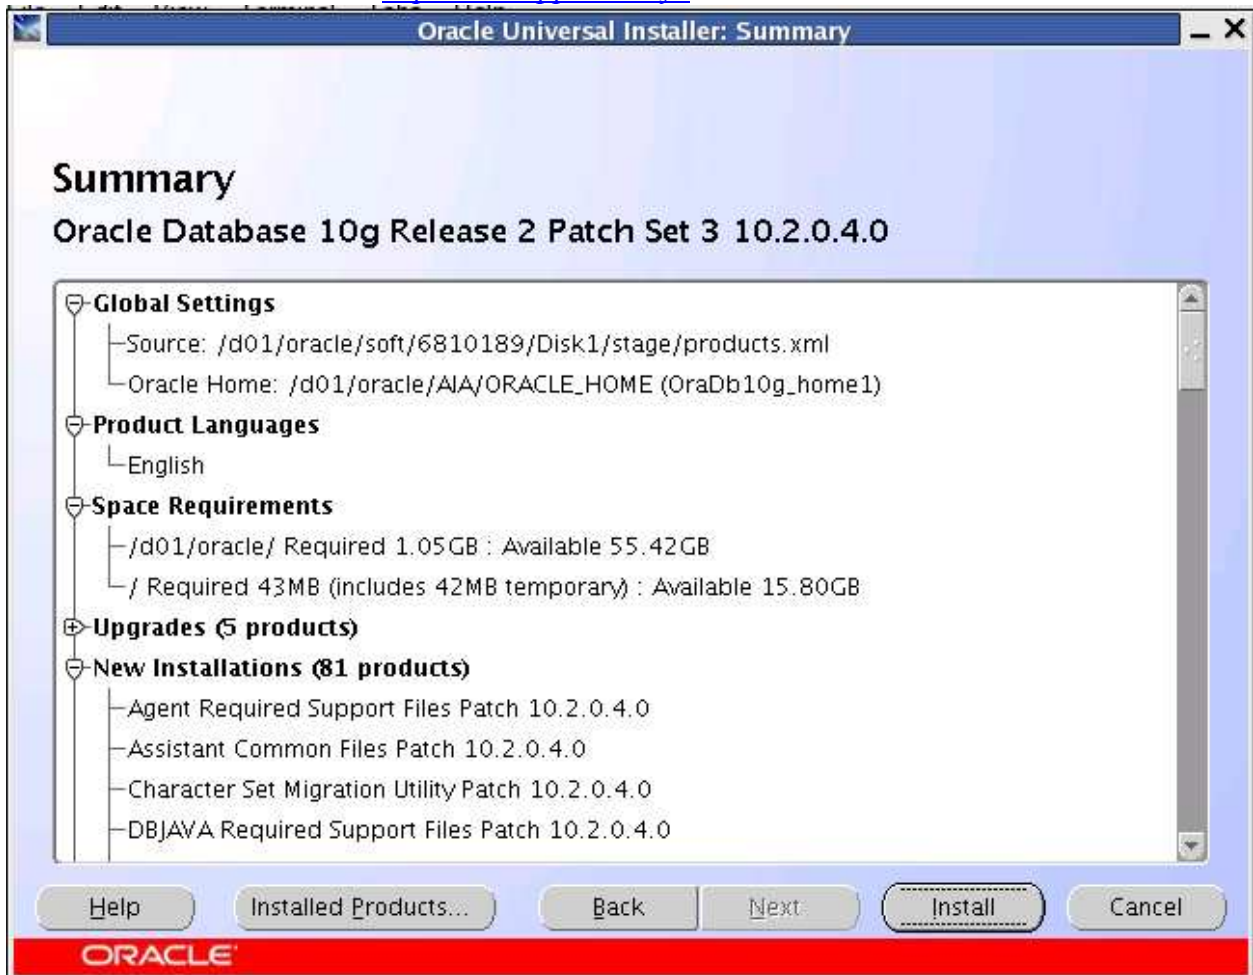 Oracle Universal Installer: Summary
Summary
Oracle Database 10g Release 2 Patch Set 3 10.2.0.4.0
Global Settings
Source: /d01/oracle/soft/6810189/Disk1/stage/products.xml
Oracle Home: /d01/oracle/AIA/ORACLE_HOME (OraDb10g_home1)
Product Languages
English
Space Requirements
/d01/oracle/ Required 1.05GB : Available 55.42GB
/ Required 43MB (includes 42MB temporary) : Available 15.80GB
Upgrades (5 products)
New Installations (81 products)
Agent Required Support Files Patch 10.2.0.4.0
Assistant Common Files Patch 10.2.0.4.0
Character Set Migration Utility Patch 10.2.0.4.0
DBJAVA Required Support Files Patch 10.2.0.4.0
Help Installed Products... Back Next Install Cancel
ORACLE